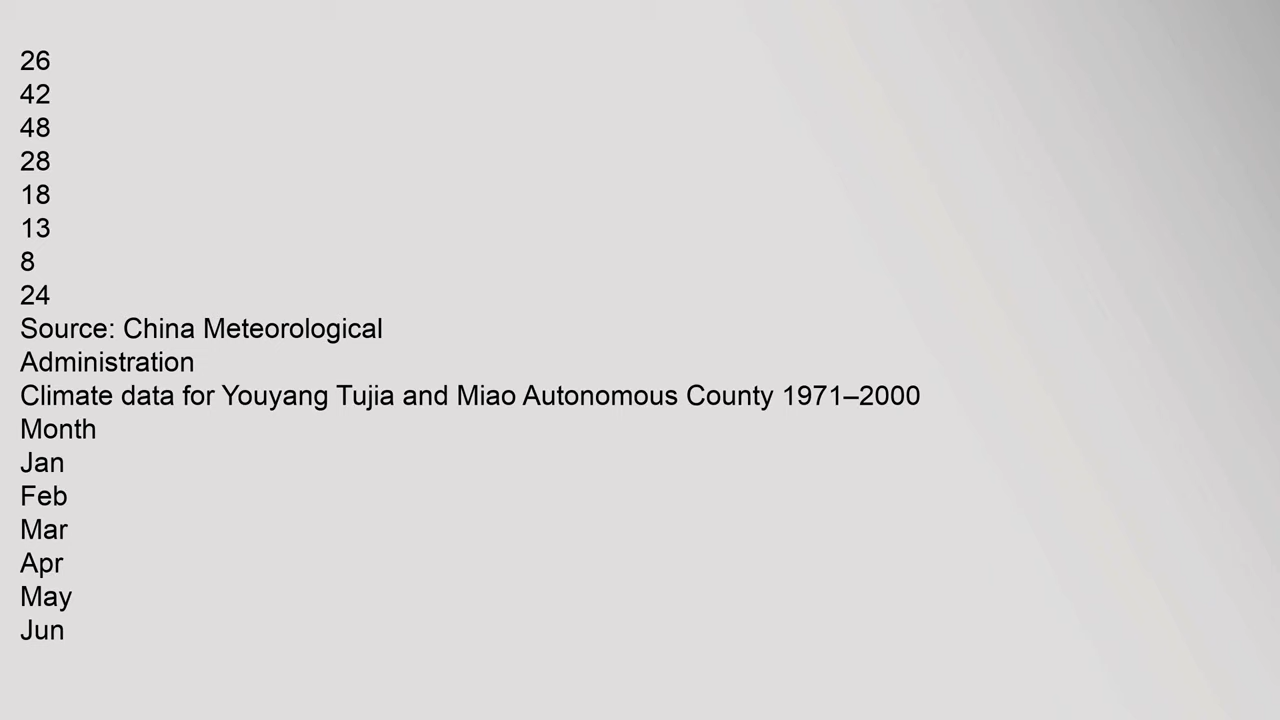 26
42
48
28
18
13
8
24
Source: China Meteorological
Administration
Climate data for Youyang Tujia and Miao Autonomous County 1971–2000
Month
Jan
Feb
Mar
Apr
May
Jun